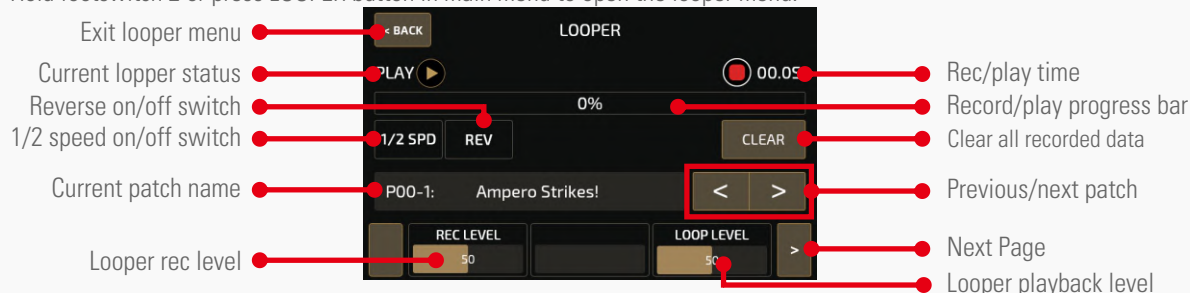 Hold footswitch 2 or press LOOPER button in main menu to open the looper menu.
Exit looper menu
< BACK
LOOPER
Current lopper status
PLAY
00.0S
Rec/play time
Reverse on/off switch
0%
Record/play progress bar
1/2 speed on/off switch
1/2 SPD
REV
CLEAR
Clear all recorded data
Current patch name
P00-1:
Ampero Strikes!
<
>
Previous/next patch
REC LEVEL
LOOP LEVEL
>
Next Page
Looper rec level
50
50
Looper playback level